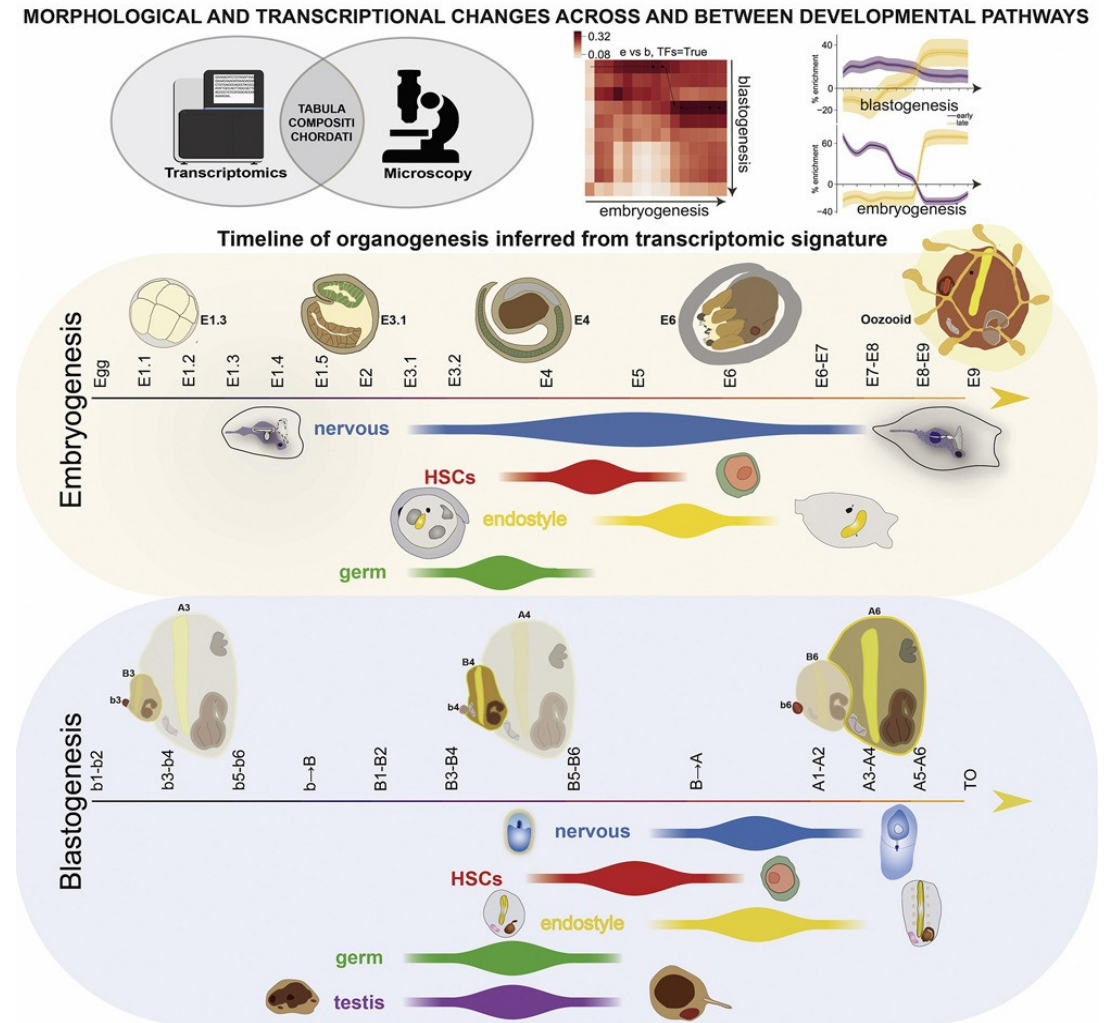 MORPHOLOGICAL AND TRANSCRIPTIONAL CHANGES ACROSS AND BETWEEN DEVELOPMENTAL PATHWAYS
TABULA
COMPOSITI
CHORDATI
Transcriptomics
Microscopy
0.32
0.08
e vs b, TFs=True
blastogenesis
embryogenesis
% enrichment
40
0
−20
blastogenesis
early
late
% enrichment
60
0
−40
embryogenesis
Timeline of organogenesis inferred from transcriptomic signature
Embryogenesis
E1.3
E3.1
E4
E6
Oozooid
Egg
E1.1
E1.2
E1.3
E1.4
E1.5
E2
E3.1
E3.2
E4
E5
E6
E6-E7
E7-E8
E8-E9
E9
nervous
HSCs
endostyle
germ
Blastogenesis
A3
B3
b3
A4
B4
b4
A6
B6
b6
b1-b2
b3-b4
b5-b6
b→B
B1-B2
B3-B4
B5-B6
B→A
A1-A2
A3-A4
A5-A6
TO
nervous
HSCs
endostyle
germ
testis